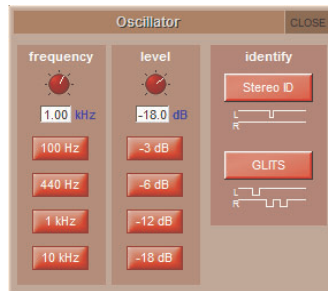 Oscillator CLOSE
frequency level identify
1.00 kHz -18.0 dB
Stereo ID
L
R
100 Hz -3 dB
440 Hz -6 dB
GLITS
L
R
1 kHz -12 dB
10 kHz -18 dB